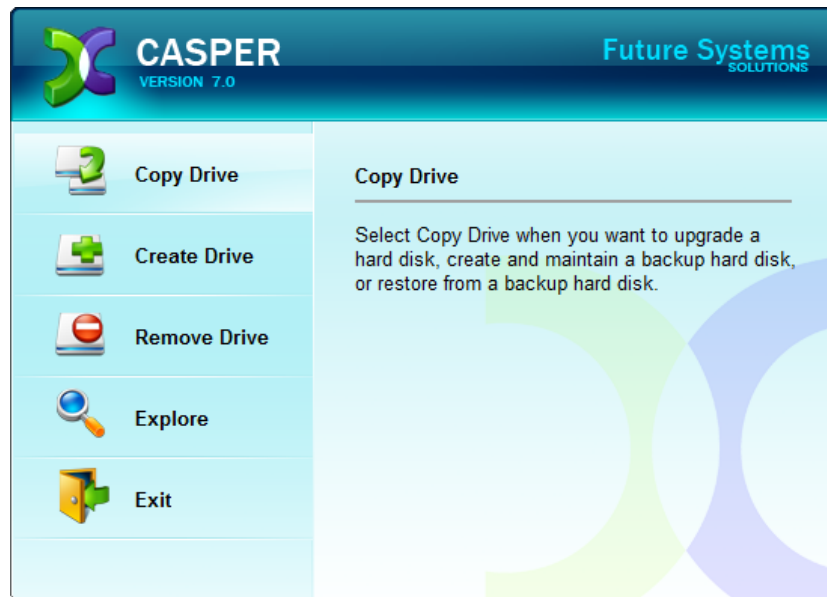 CASPER
VERSION 7.0
Future Systems
SOLUTIONS
Copy Drive
Create Drive
Remove Drive
Explore
Exit
Copy Drive
Select Copy Drive when you want to upgrade a
hard disk, create and maintain a backup hard disk,
or restore from a backup hard disk.